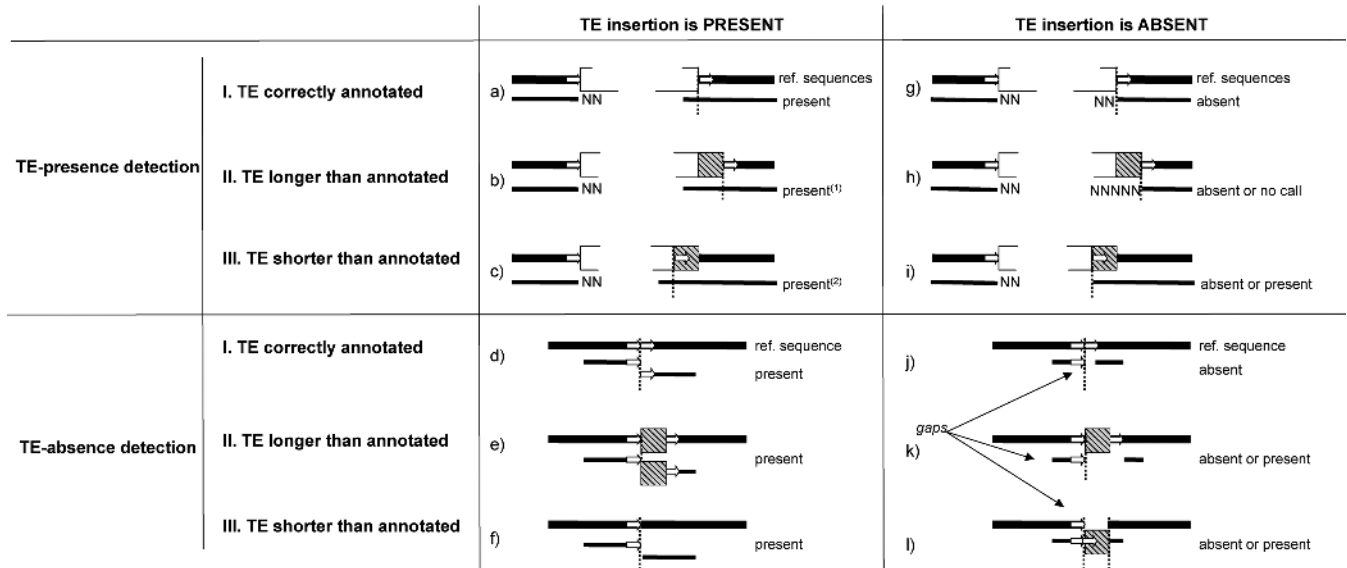 TE insertion is PRESENT
TE insertion is ABSENT
TE-presence detection
I. TE correctly annotated
a)
ref. sequences
NN
present
g)
ref. sequences
NN
absent
II. TE longer than annotated
b)
NN
present(1)
h)
NNNNN
absent or no call
III. TE shorter than annotated
c)
NN
present(2)
i)
NN
absent or present
TE-absence detection
I. TE correctly annotated
d)
ref. sequence
present
j)
ref. sequence
absent
II. TE longer than annotated
e)
present
gaps
k)
absent or present
III. TE shorter than annotated
f)
present
l)
absent or present